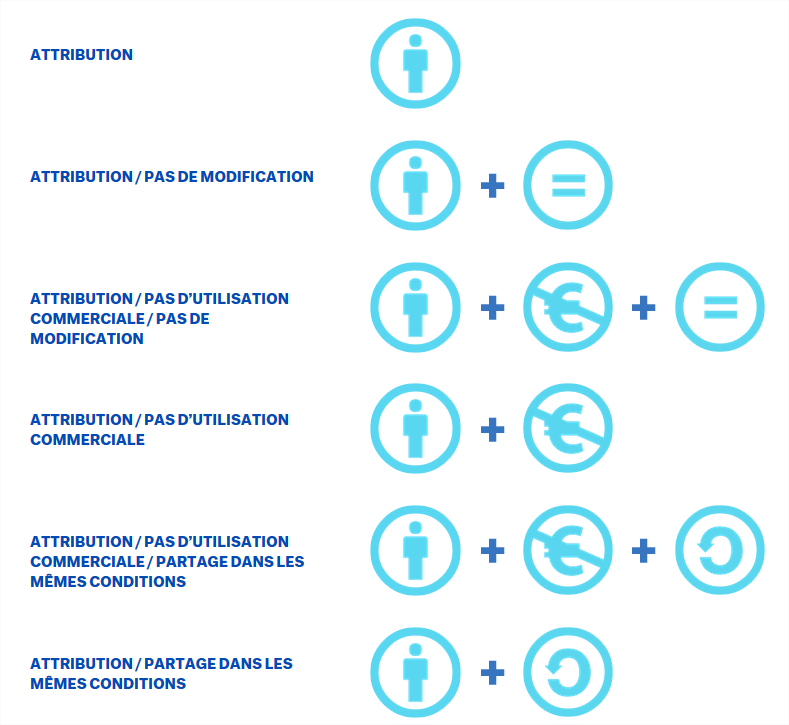 ATTRIBUTION
ATTRIBUTION / PAS DE MODIFICATION
ATTRIBUTION / PAS D’UTILISATION
COMMERCIALE / PAS DE
MODIFICATION
ATTRIBUTION / PAS D’UTILISATION
COMMERCIALE
ATTRIBUTION / PAS D’UTILISATION
COMMERCIALE / PARTAGE DANS LES
MÊMES CONDITIONS
ATTRIBUTION / PARTAGE DANS LES
MÊMES CONDITIONS